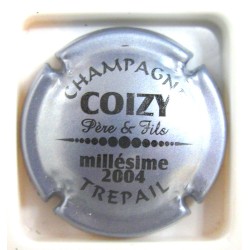 CHAMPAGN
COIZY
Père & Fils
millésime
2004
TREPAIL